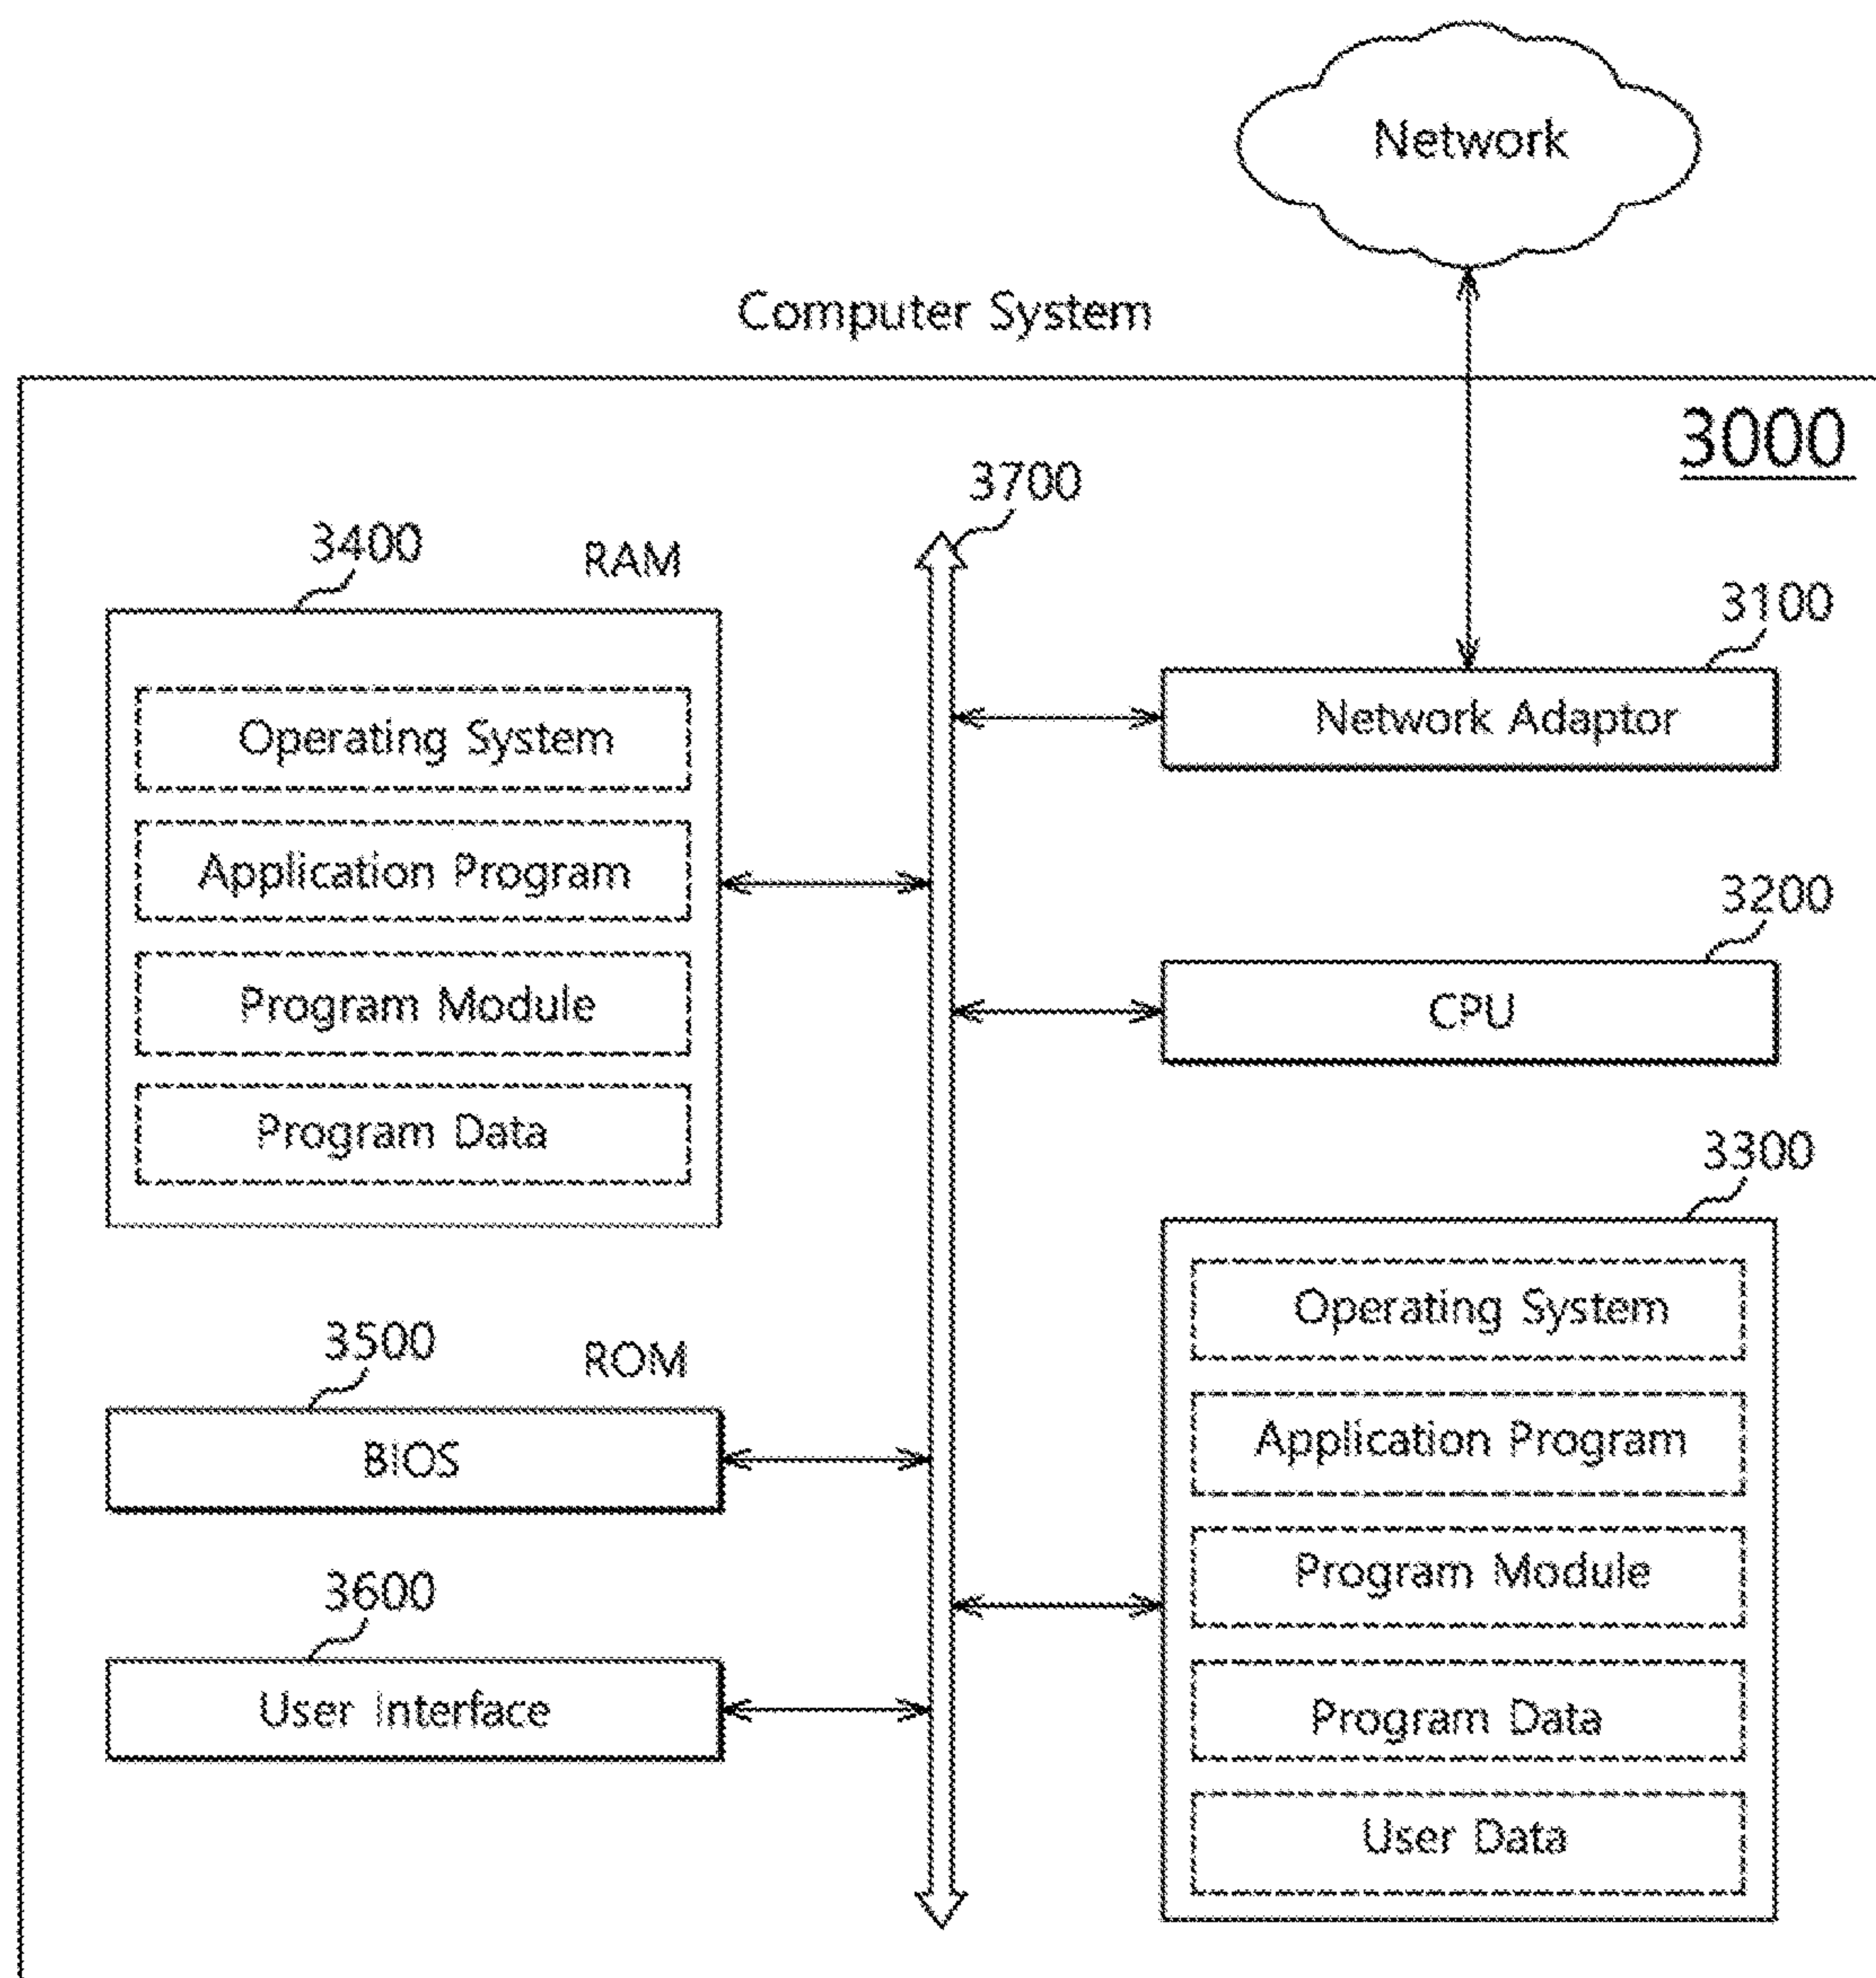 Network
Computer System
3000
3700
3400
RAM
Operating System
Application Program
Program Module
Program Data
3100
Network Adaptor
3200
CPU
3300
Operating System
Application Program
Program Module
Program Data
User Data
3500
ROM
BIOS
3600
User Interface